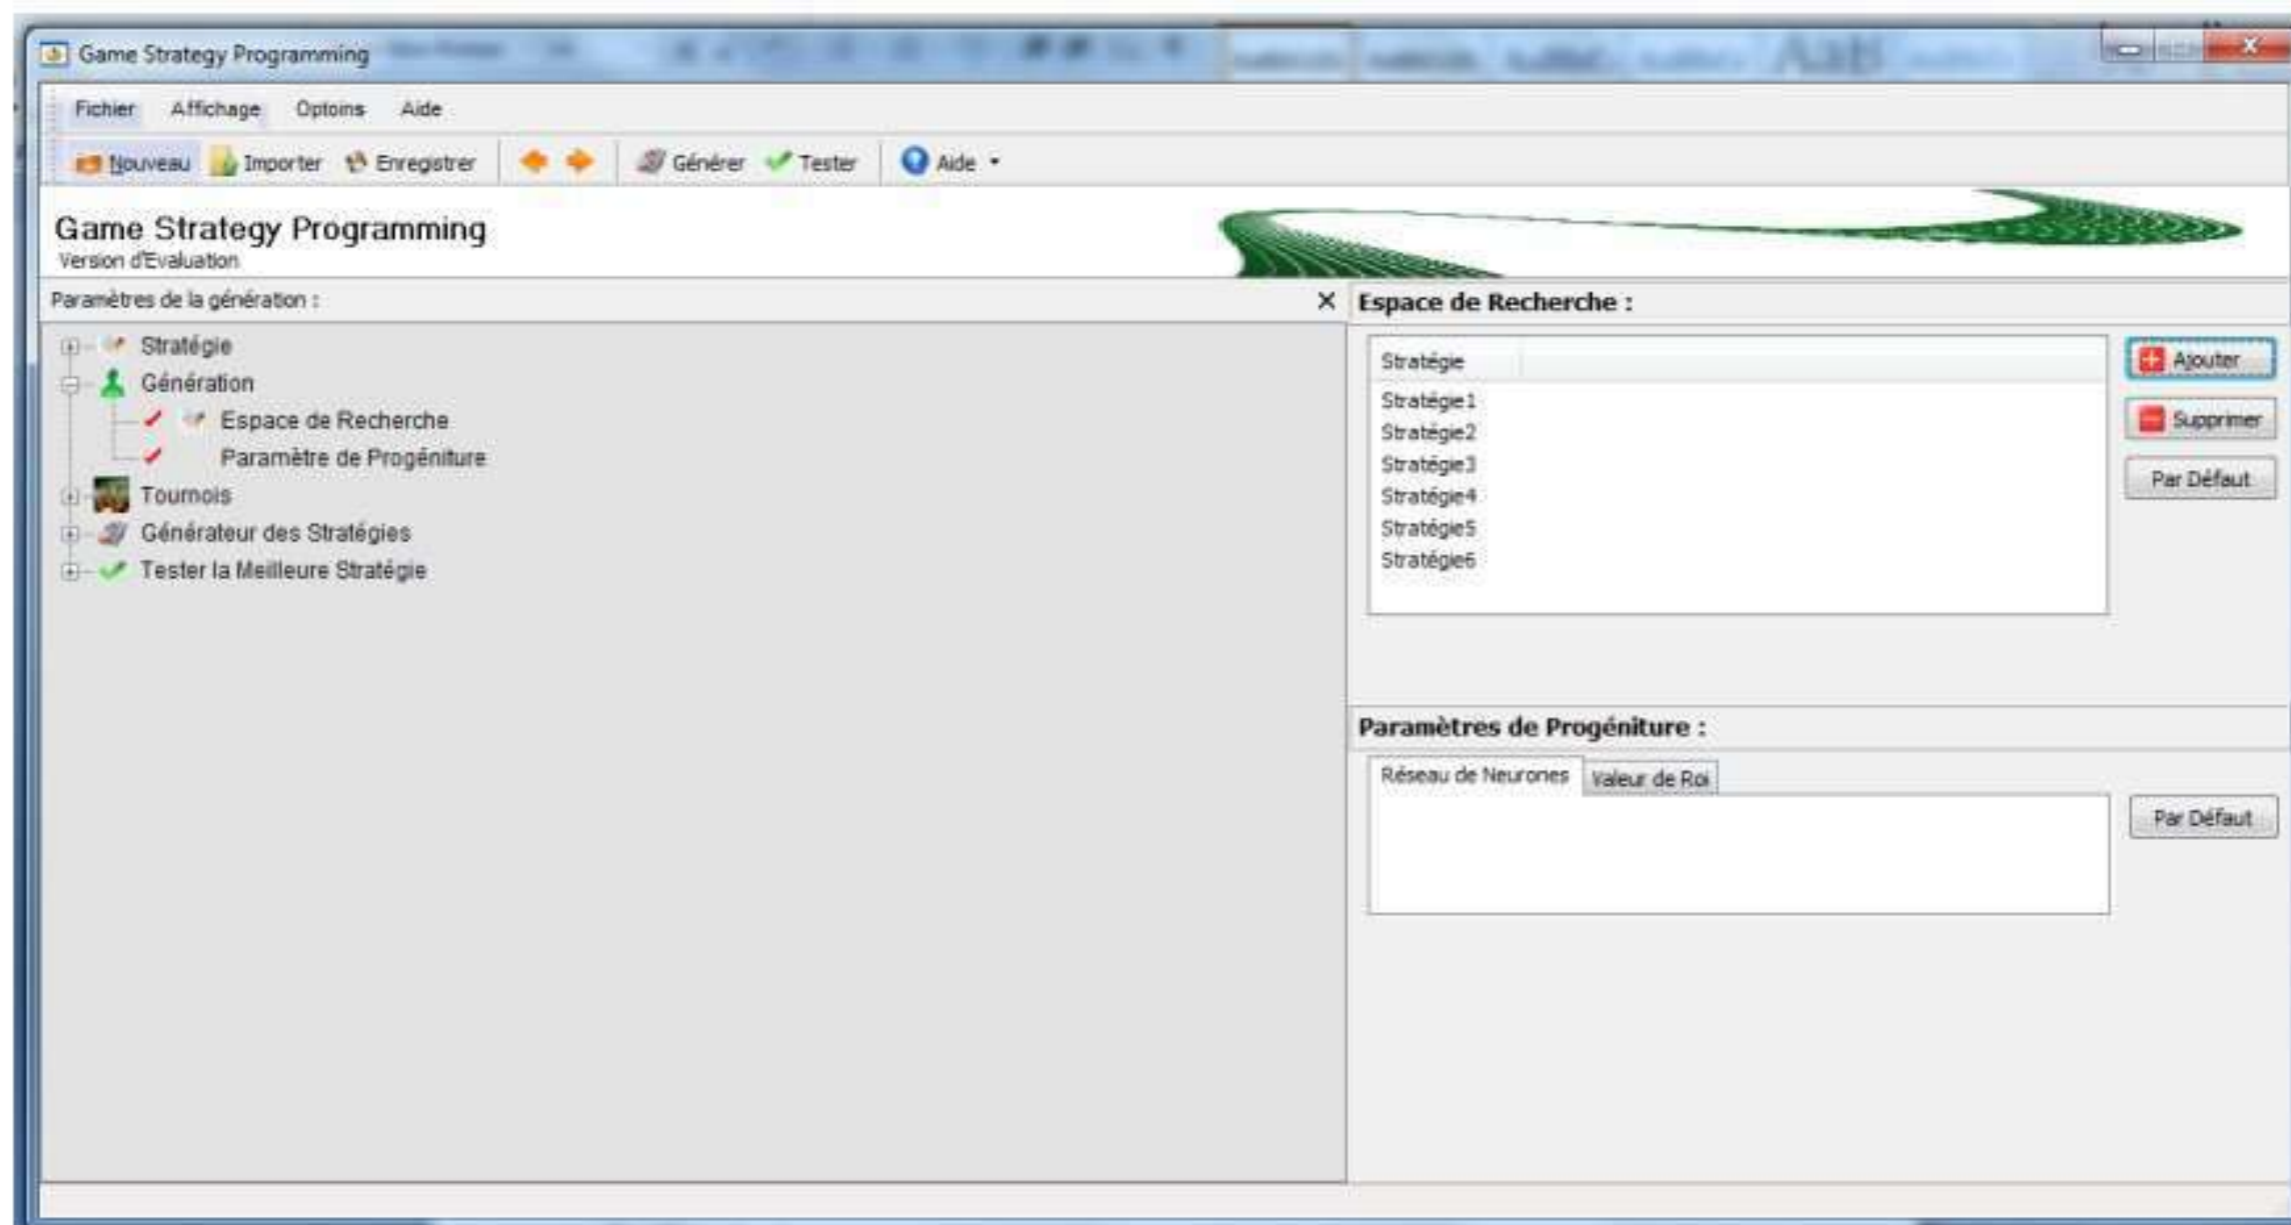 Game Strategy Programming
Fichier Affichage Optoins Aide
Nouveau Importer Enregistrer Générer Tester Aide
Game Strategy Programming
Version d'Evaluation
Paramètres de la génération :
Stratégie
Génération
Espace de Recherche
Paramètre de Progéniture
Tournois
Générateur des Stratégies
Tester la Meilleure Stratégie
Espace de Recherche :
Stratégie
Stratégie1
Stratégie2
Stratégie3
Stratégie4
Stratégie5
Stratégie6
Ajouter
Supprimer
Par Défaut
Paramètres de Progéniture :
Réseau de Neurones Valeur de Roi
Par Défaut